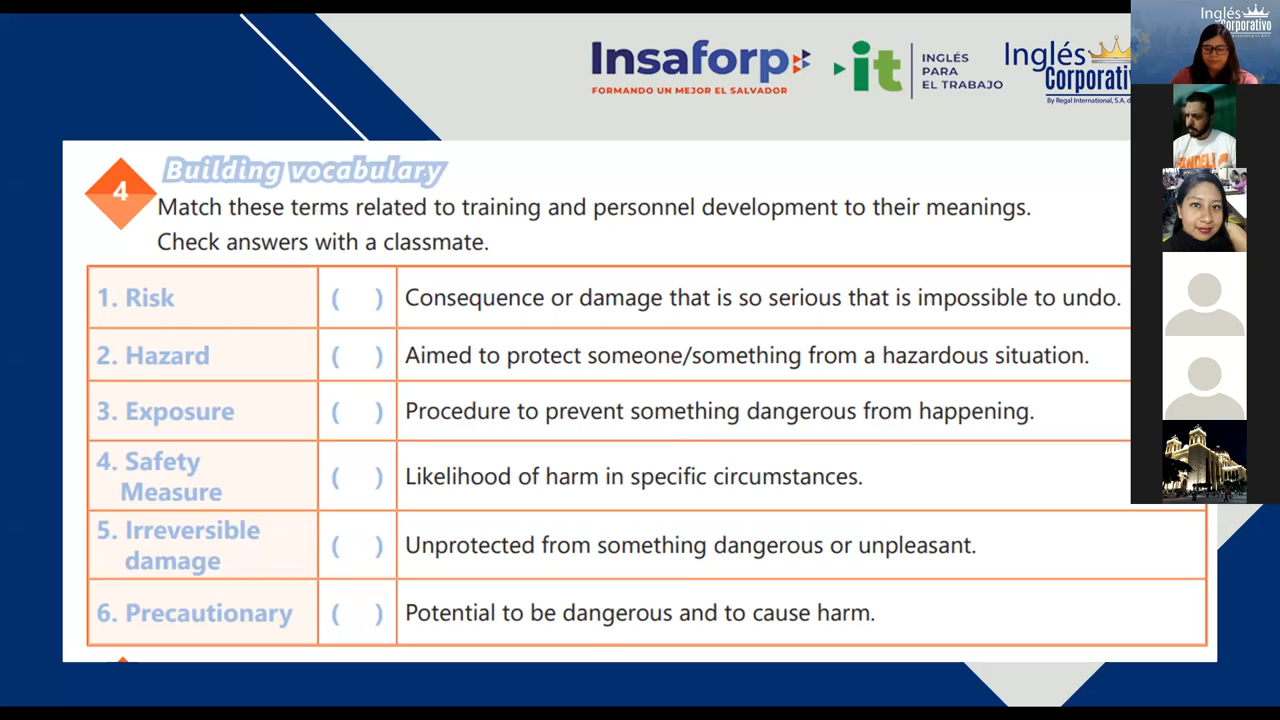 Insaforp
FORMANDO UN MEJOR EL SALVADOR
it
INGLÉS
PARA
EL TRABAJO
Inglés
Corporativ
By Regal International, S.A. d
Inglés
Corporativo
4
Building vocabulary
Match these terms related to training and personnel development to their meanings.
Check answers with a classmate.
1. Risk ( ) Consequence or damage that is so serious that is impossible to undo.
2. Hazard ( ) Aimed to protect someone/something from a hazardous situation.
3. Exposure ( ) Procedure to prevent something dangerous from happening.
4. Safety
Measure ( ) Likelihood of harm in specific circumstances.
5. Irreversible
damage ( ) Unprotected from something dangerous or unpleasant.
6. Precautionary ( ) Potential to be dangerous and to cause harm.